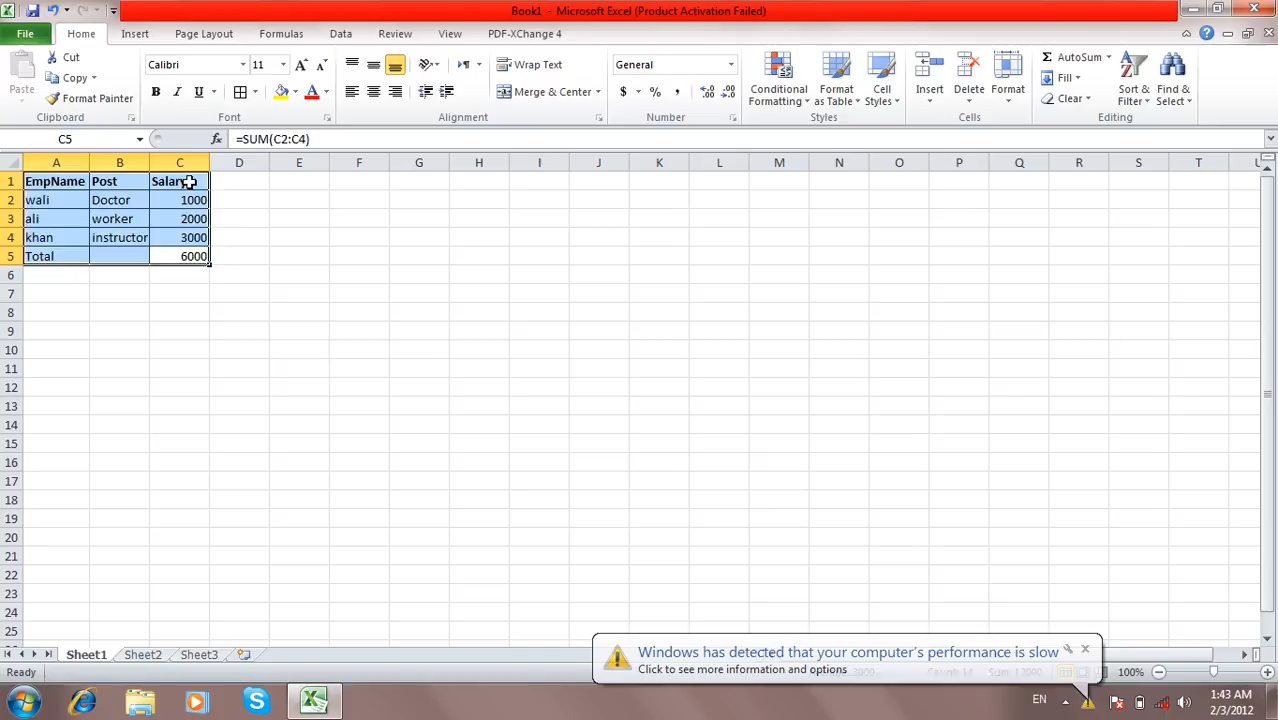 Book1 - Microsoft Excel (Product Activation Failed)
File Home Insert Page Layout Formulas Data Review View PDF-XChange 4
Paste Cut Copy Format Painter Clipboard
Calibri 11 B I U A A A Font
Wrap Text Merge & Center Alignment
General $ % , Number
Conditional Formatting Format as Table Cell Styles Styles
Insert Delete Format Cells
Σ AutoSum Fill Clear Sort & Filter Find & Select Editing
C5 fx =SUM(C2:C4)
A B C D E F G H I J K L M N O P Q R S T U
1 EmpName Post Salary
2 wali Doctor 1000
3 ali worker 2000
4 khan instructor 3000
5 Total 6000
6
7
8
9
10
11
12
13
14
15
16
17
18
19
20
21
22
23
24
25
Windows has detected that your computer's performance is slow
Click to see more information and options
Sheet1 Sheet2 Sheet3
Ready 100%
EN 1:43 AM
2/3/2012